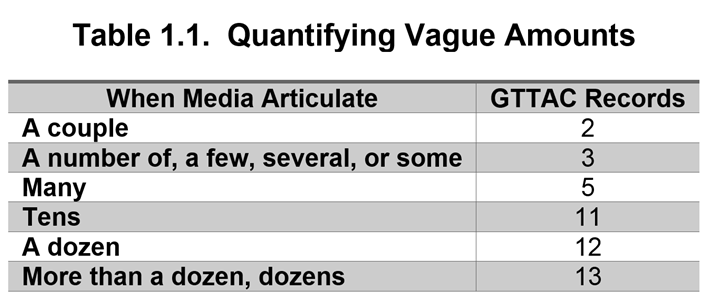 Table 1.1. Quantifying Vague Amounts
When Media Articulate GTTAC Records
A couple 2
A number of, a few, several, or some 3
Many 5
Tens 11
A dozen 12
More than a dozen, dozens 13